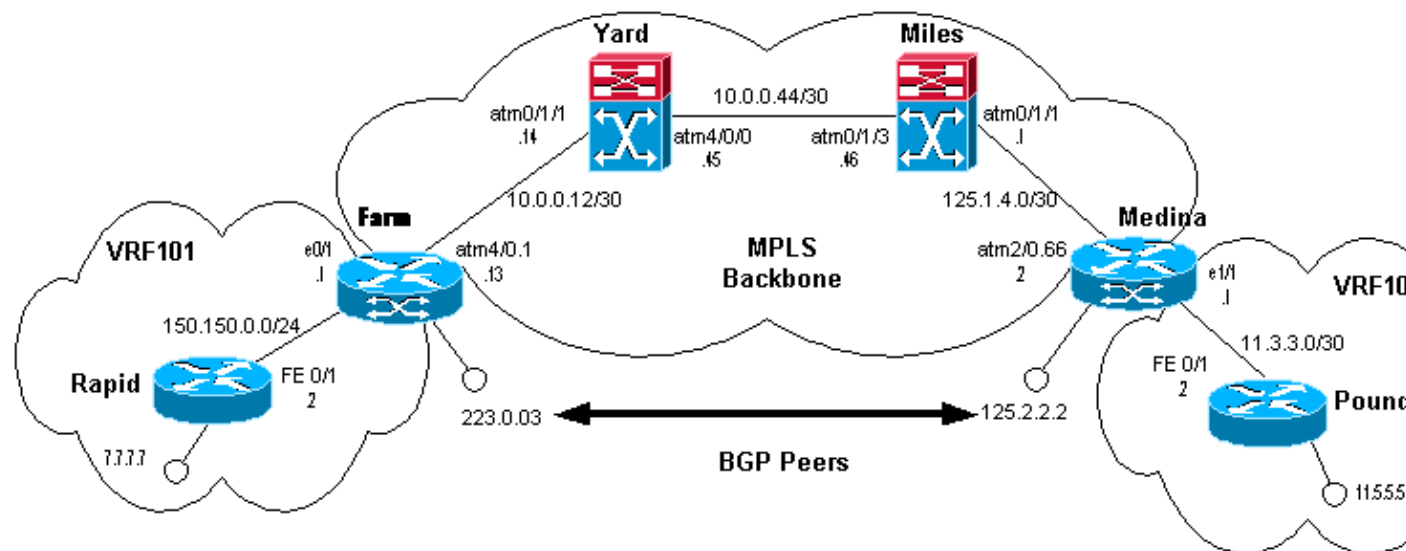 Yard
Miles
10.0.0.44/30
atm0/1/1
.14
atm4/0/0
.45
atm0/1/3
.46
atm0/1/1
.1
10.0.0.12/30
125.1.4.0/30
Farm
Medina
VRF101
e0/1
.1
atm4/0.1
.13
MPLS
Backbone
atm2/0.66
2
e1/1
.1
VRF10
150.150.0.0/24
11.3.3.0/30
Rapid
FE 0/1
2
FE 0/1
2
Pound
223.0.03
125.2.2.2
7.7.7.7
BGP Peers
11.5.5.5